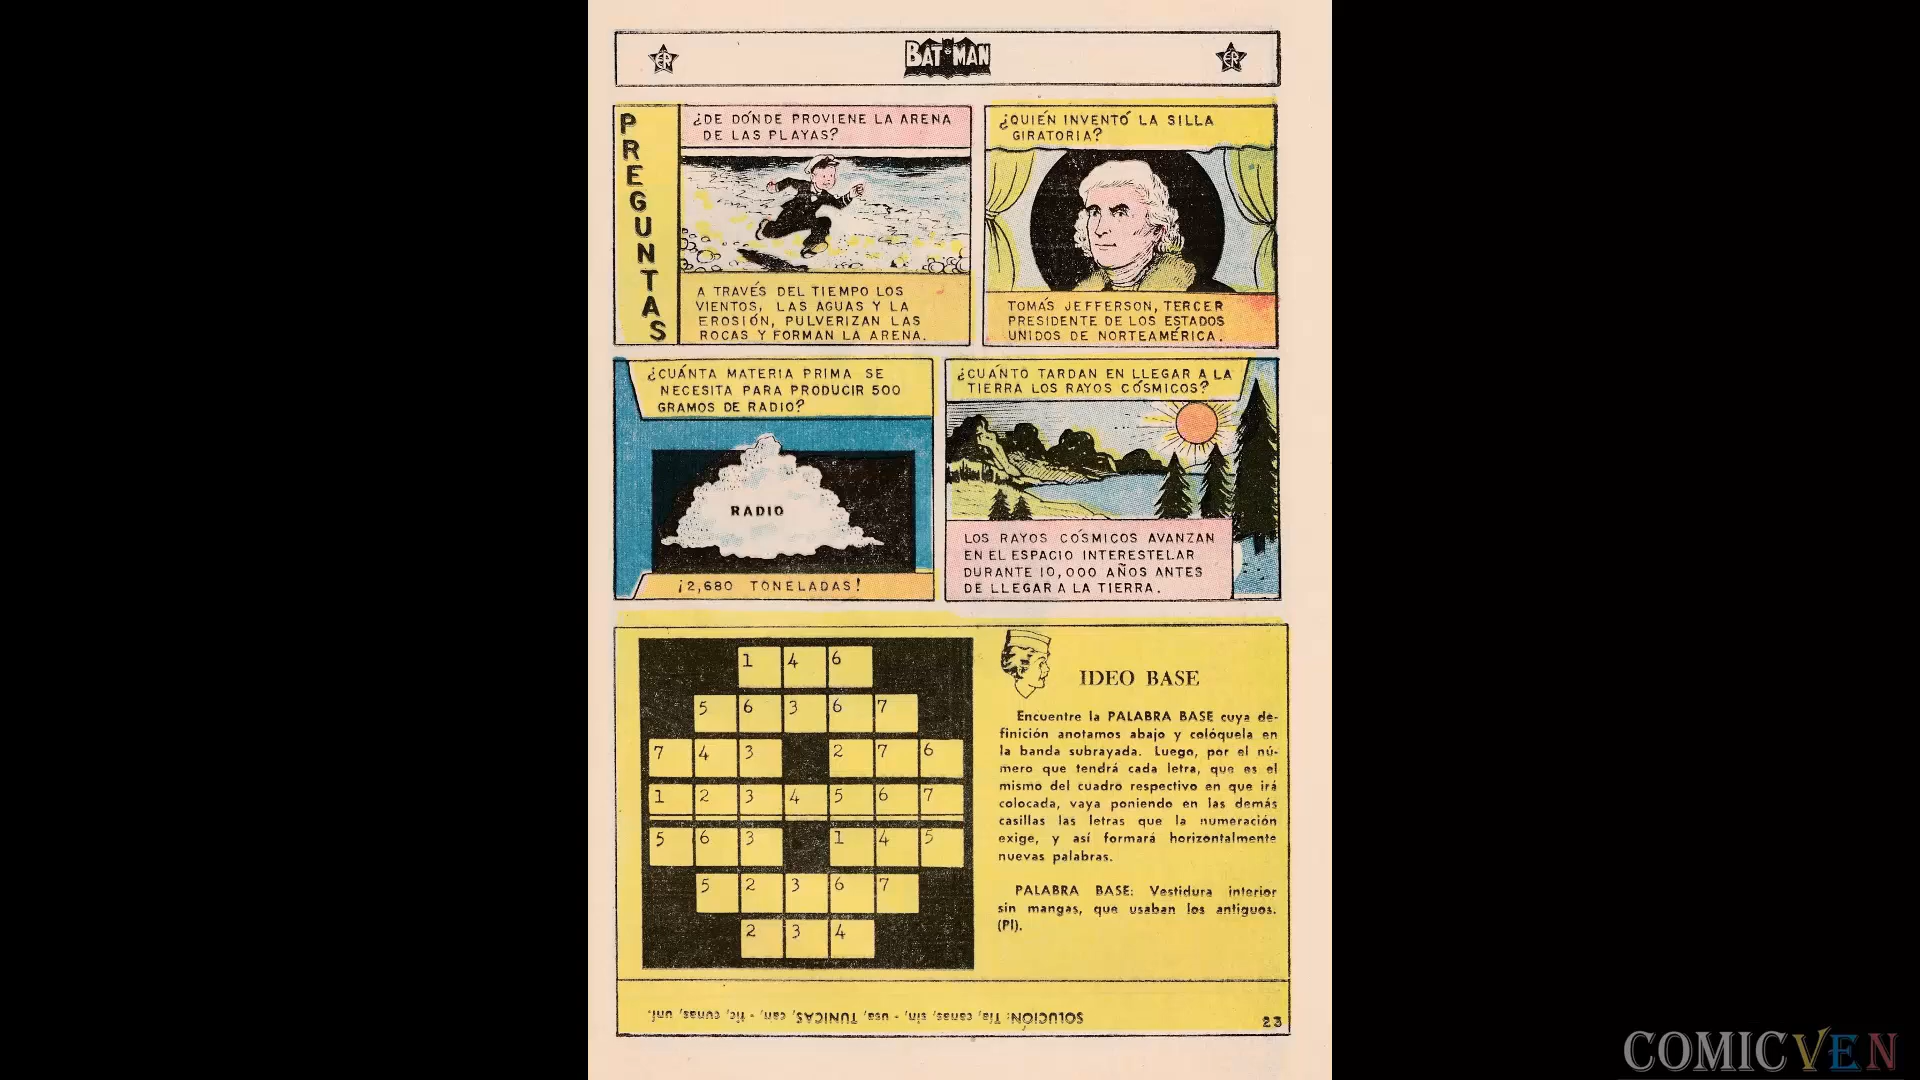 ER
BATMAN
ER
PREGUNTAS
¿DE DÓNDE PROVIENE LA ARENA
DE LAS PLAYAS?
A TRAVÉS DEL TIEMPO LOS
VIENTOS, LAS AGUAS Y LA
EROSIÓN, PULVERIZAN LAS
ROCAS Y FORMAN LA ARENA.
¿QUIÉN INVENTÓ LA SILLA
GIRATORIA?
TOMÁS JEFFERSON, TERCER
PRESIDENTE DE LOS ESTADOS
UNIDOS DE NORTEAMÉRICA.
¿CUÁNTA MATERIA PRIMA SE
NECESITA PARA PRODUCIR 500
GRAMOS DE RADIO?
RADIO
¡2,680 TONELADAS!
¿CUÁNTO TARDAN EN LLEGAR A LA
TIERRA LOS RAYOS CÓSMICOS?
LOS RAYOS CÓSMICOS AVANZAN
EN EL ESPACIO INTERESTELAR
DURANTE 10,000 AÑOS ANTES
DE LLEGAR A LA TIERRA.
1 4 6
5 6 3 6 7
7 4 3 2 7 6
1 2 3 4 5 6 7
5 6 3 1 4 5
5 2 3 6 7
2 3 4
IDEO BASE
Encuentre la PALABRA BASE cuya de-
finición anotamos abajo y colóquela en
la banda subrayada. Luego, por el nú-
mero que tendrá cada letra, que es el
mismo del cuadro respectivo en que irá
colocada, vaya poniendo en las demás
casillas las letras que la numeración
exige, y así formará horizontalmente
nuevas palabras.
PALABRA BASE: Vestidura interior
sin mangas, que usaban los antiguos.
(Pl).
SOLUCIÓN: Tía, canas, sin, - usa, TUNICAS, can, - tic, cunas, uni.
23
COMICVEN